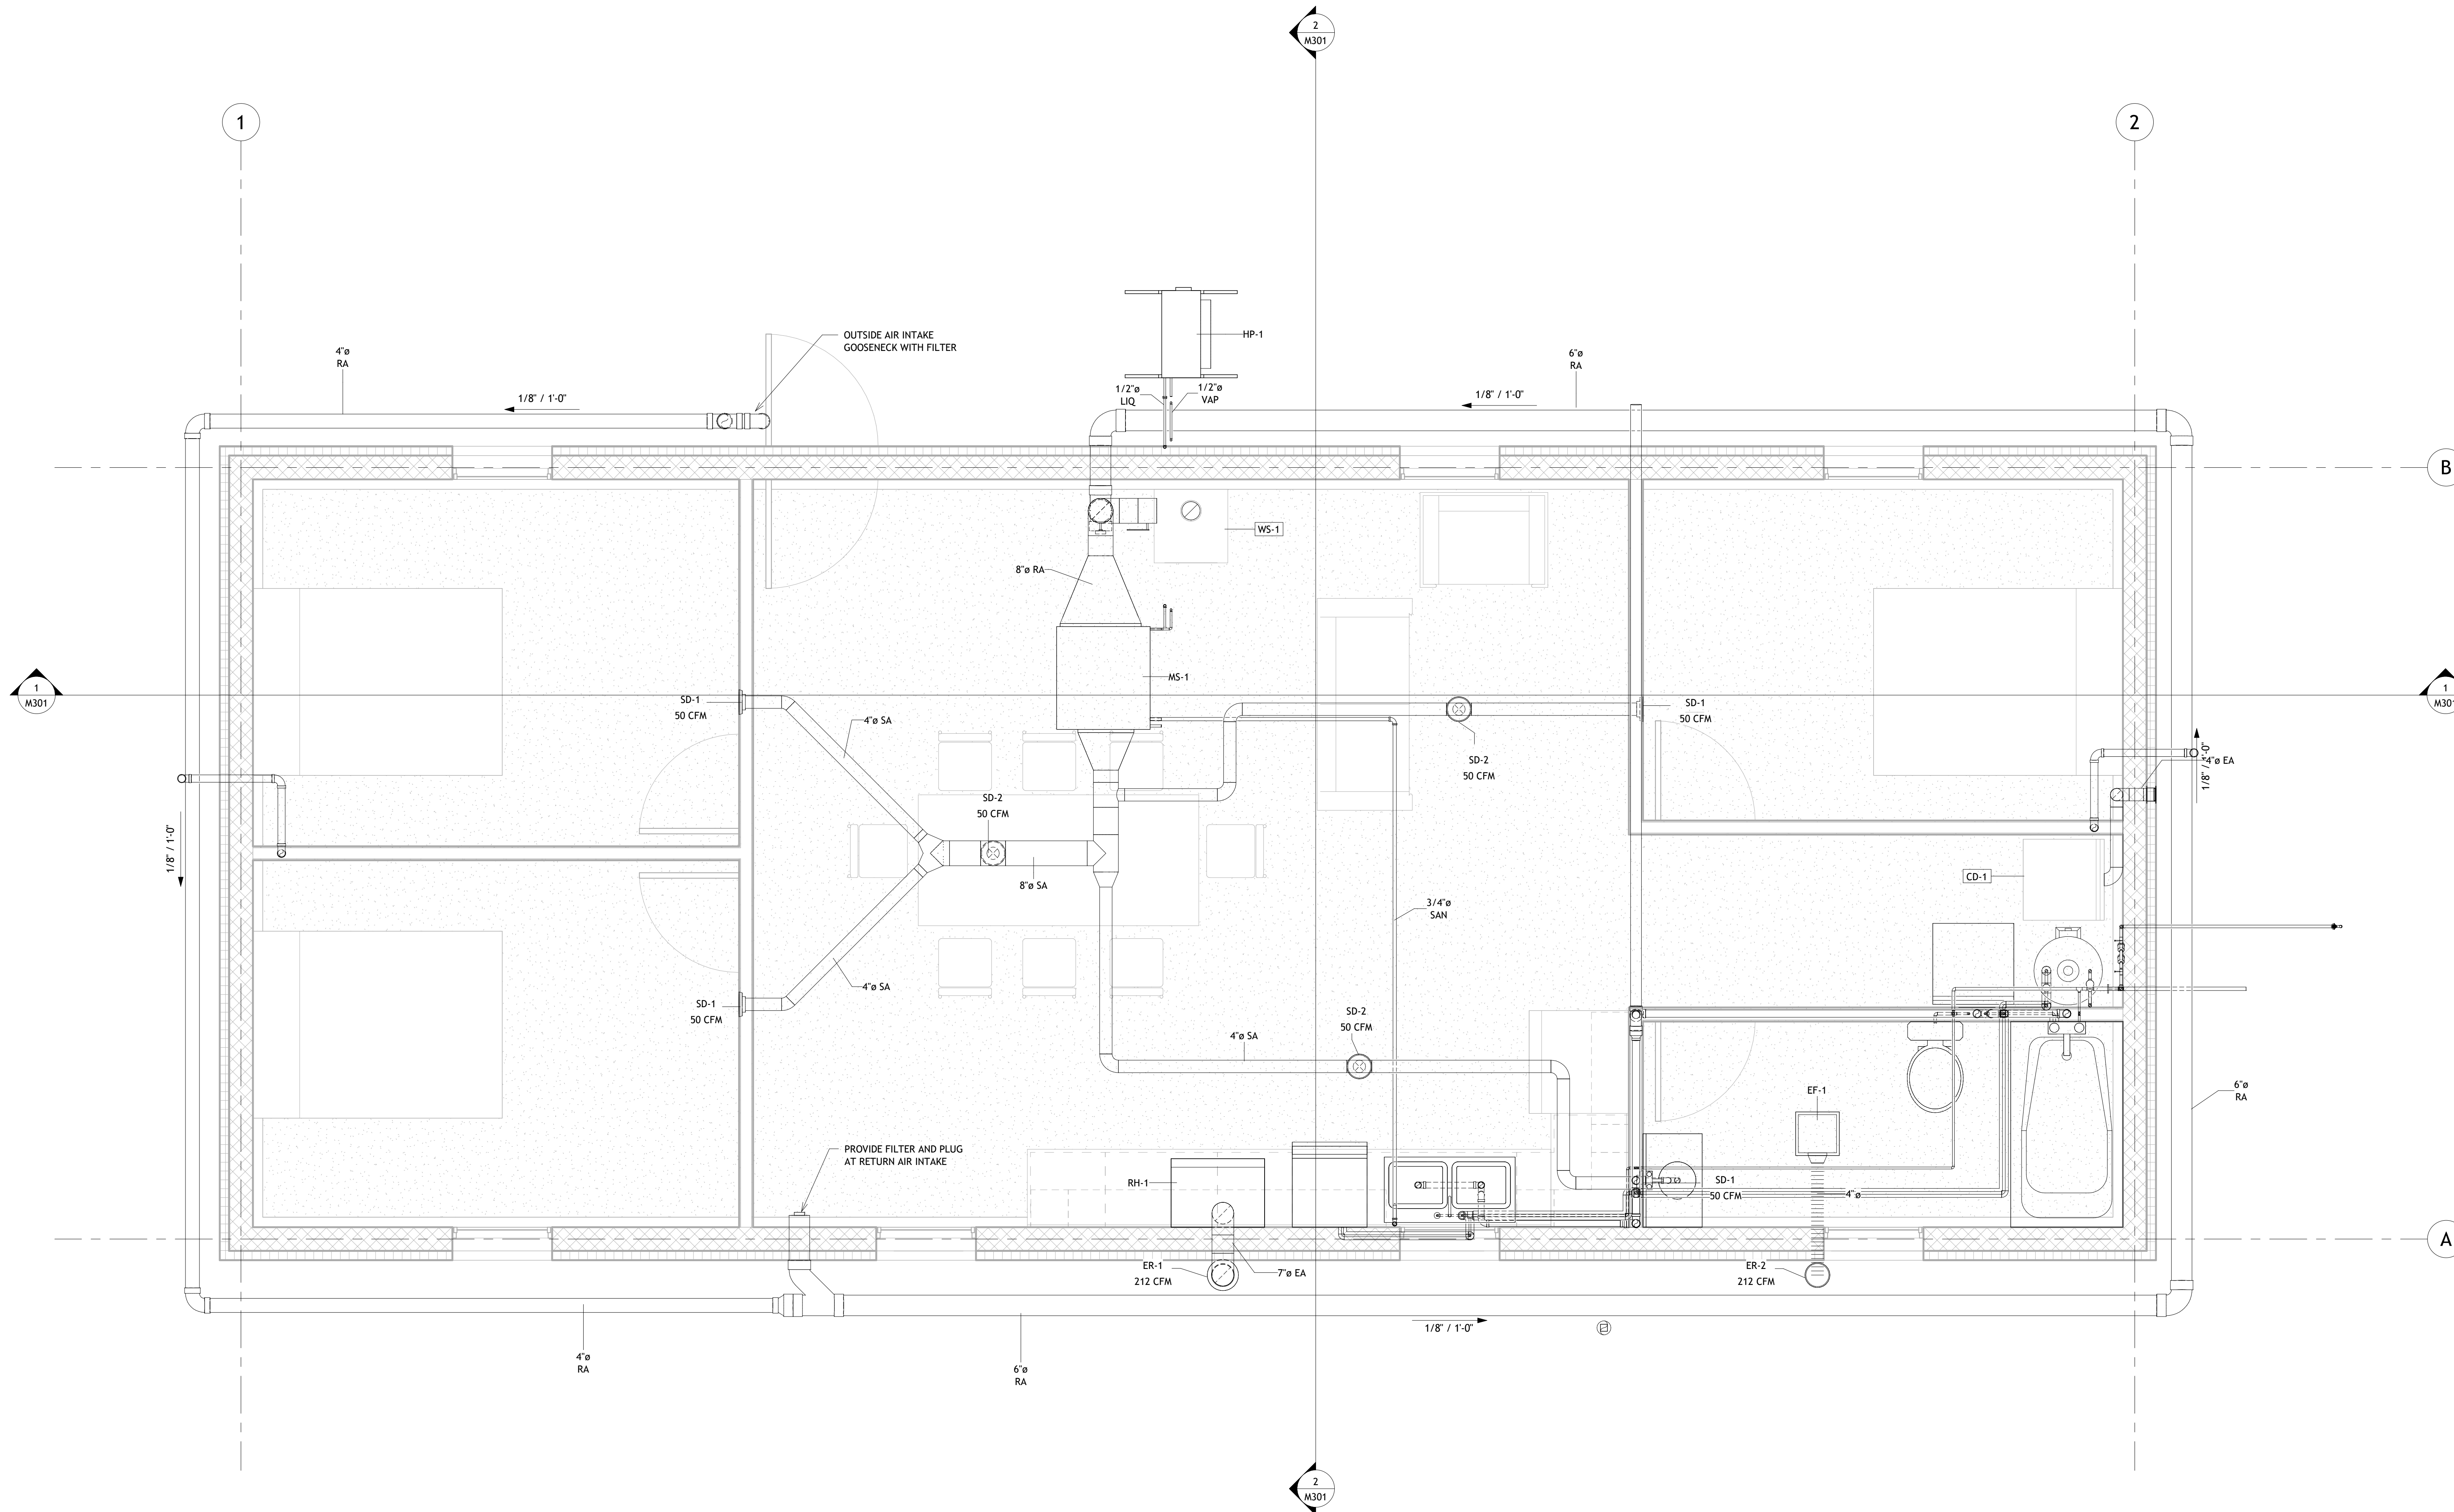 2
M301
1
2
OUTSIDE AIR INTAKE
GOOSENECK WITH FILTER
HP-1
4"ø
RA
6"ø
RA
1/8" / 1'-0"
1/2"ø
LIQ
1/2"ø
VAP
1/8" / 1'-0"
B
WS-1
8"ø RA
1
M301
MS-1
SD-1
50 CFM
4"ø SA
SD-1
50 CFM
1
M301
SD-2
50 CFM
1/8" / 1'-0"
4"ø EA
SD-2
50 CFM
1/8" / 1'-0"
8"ø SA
CD-1
3/4"ø
SAN
4"ø SA
SD-1
50 CFM
SD-2
50 CFM
4"ø SA
EF-1
6"ø
RA
PROVIDE FILTER AND PLUG
AT RETURN AIR INTAKE
RH-1
SD-1
50 CFM
4"ø
A
ER-1
212 CFM
7"ø EA
ER-2
212 CFM
1/8" / 1'-0"
4"ø
RA
6"ø
RA
2
M301